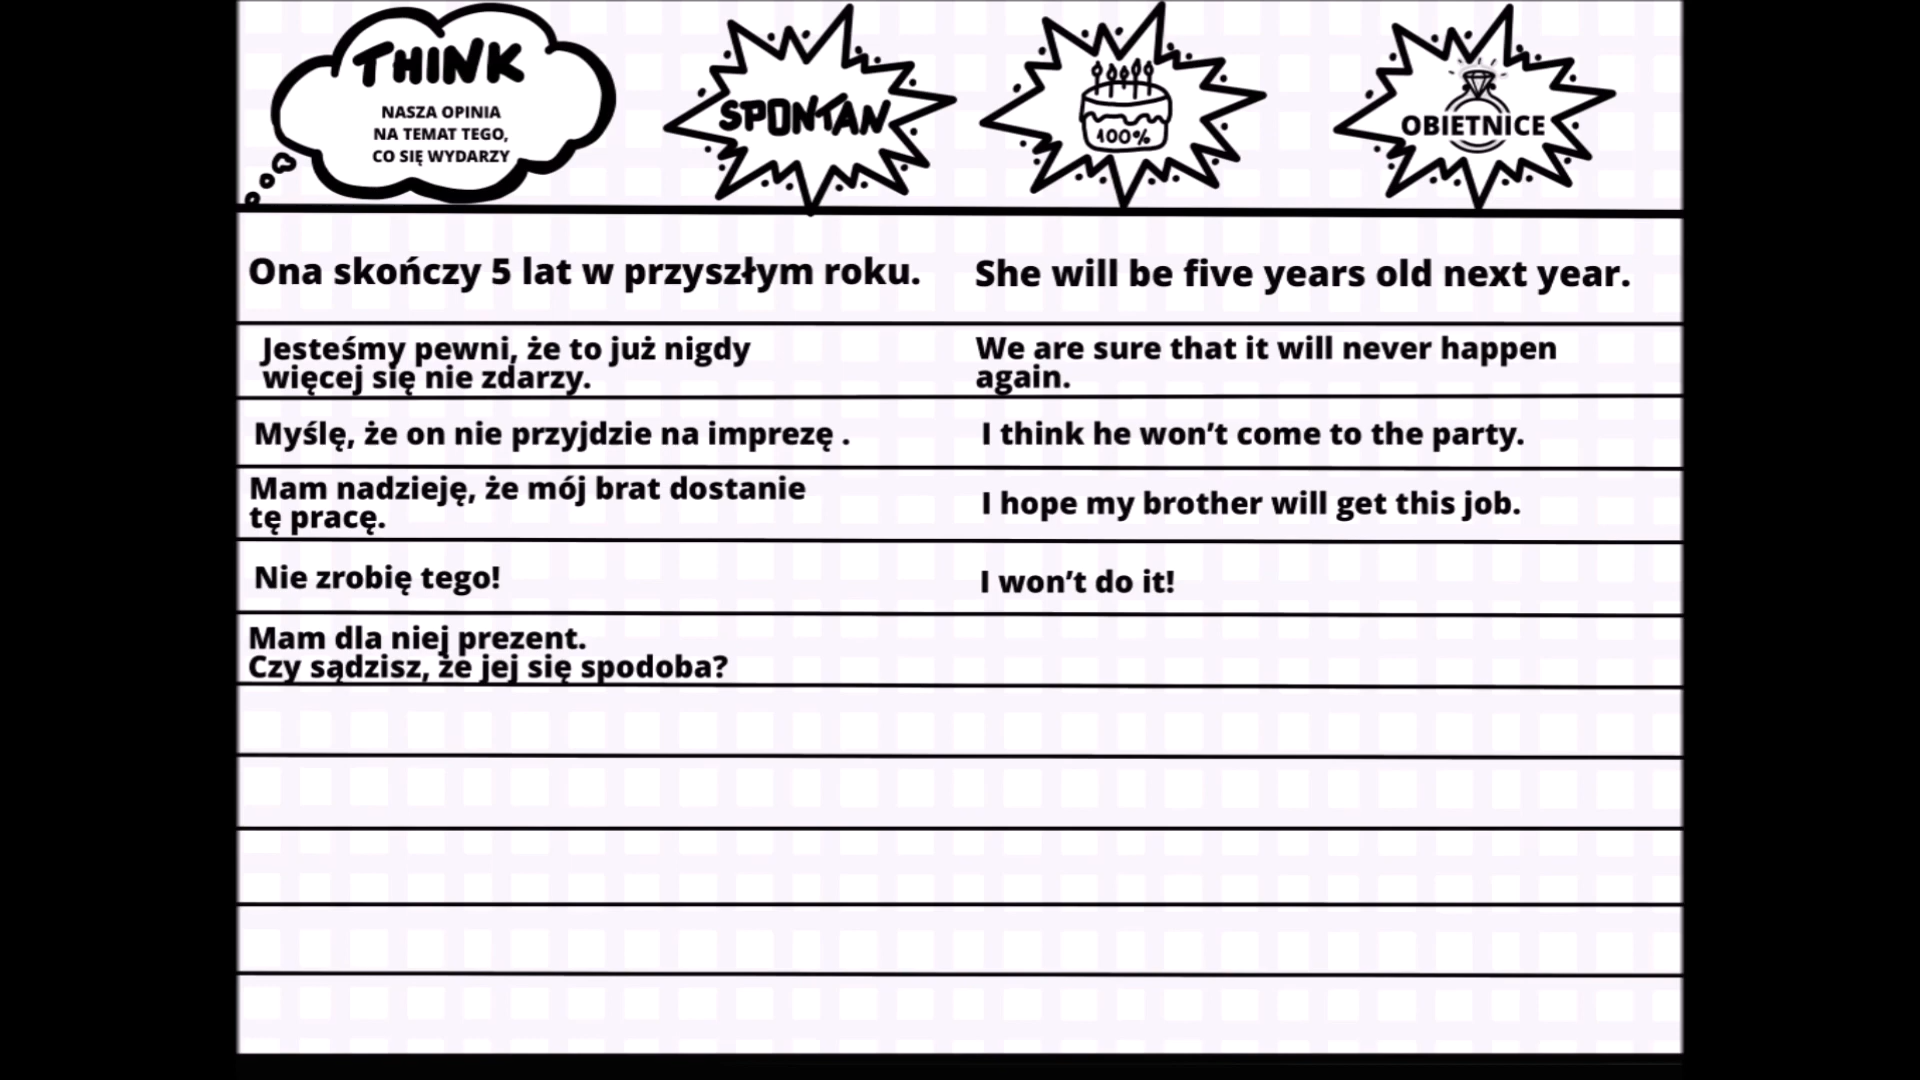 THINK
NASZA OPINIA
NA TEMAT TEGO,
CO SIĘ WYDARZY
SPONTAN
100%
OBIETNICE
Ona skończy 5 lat w przyszłym roku.
She will be five years old next year.
Jesteśmy pewni, że to już nigdy
więcej się nie zdarzy.
We are sure that it will never happen
again.
Myślę, że on nie przyjdzie na imprezę .
I think he won’t come to the party.
Mam nadzieję, że mój brat dostanie
tę pracę.
I hope my brother will get this job.
Nie zrobię tego!
I won’t do it!
Mam dla niej prezent.
Czy sądzisz, że jej się spodoba?